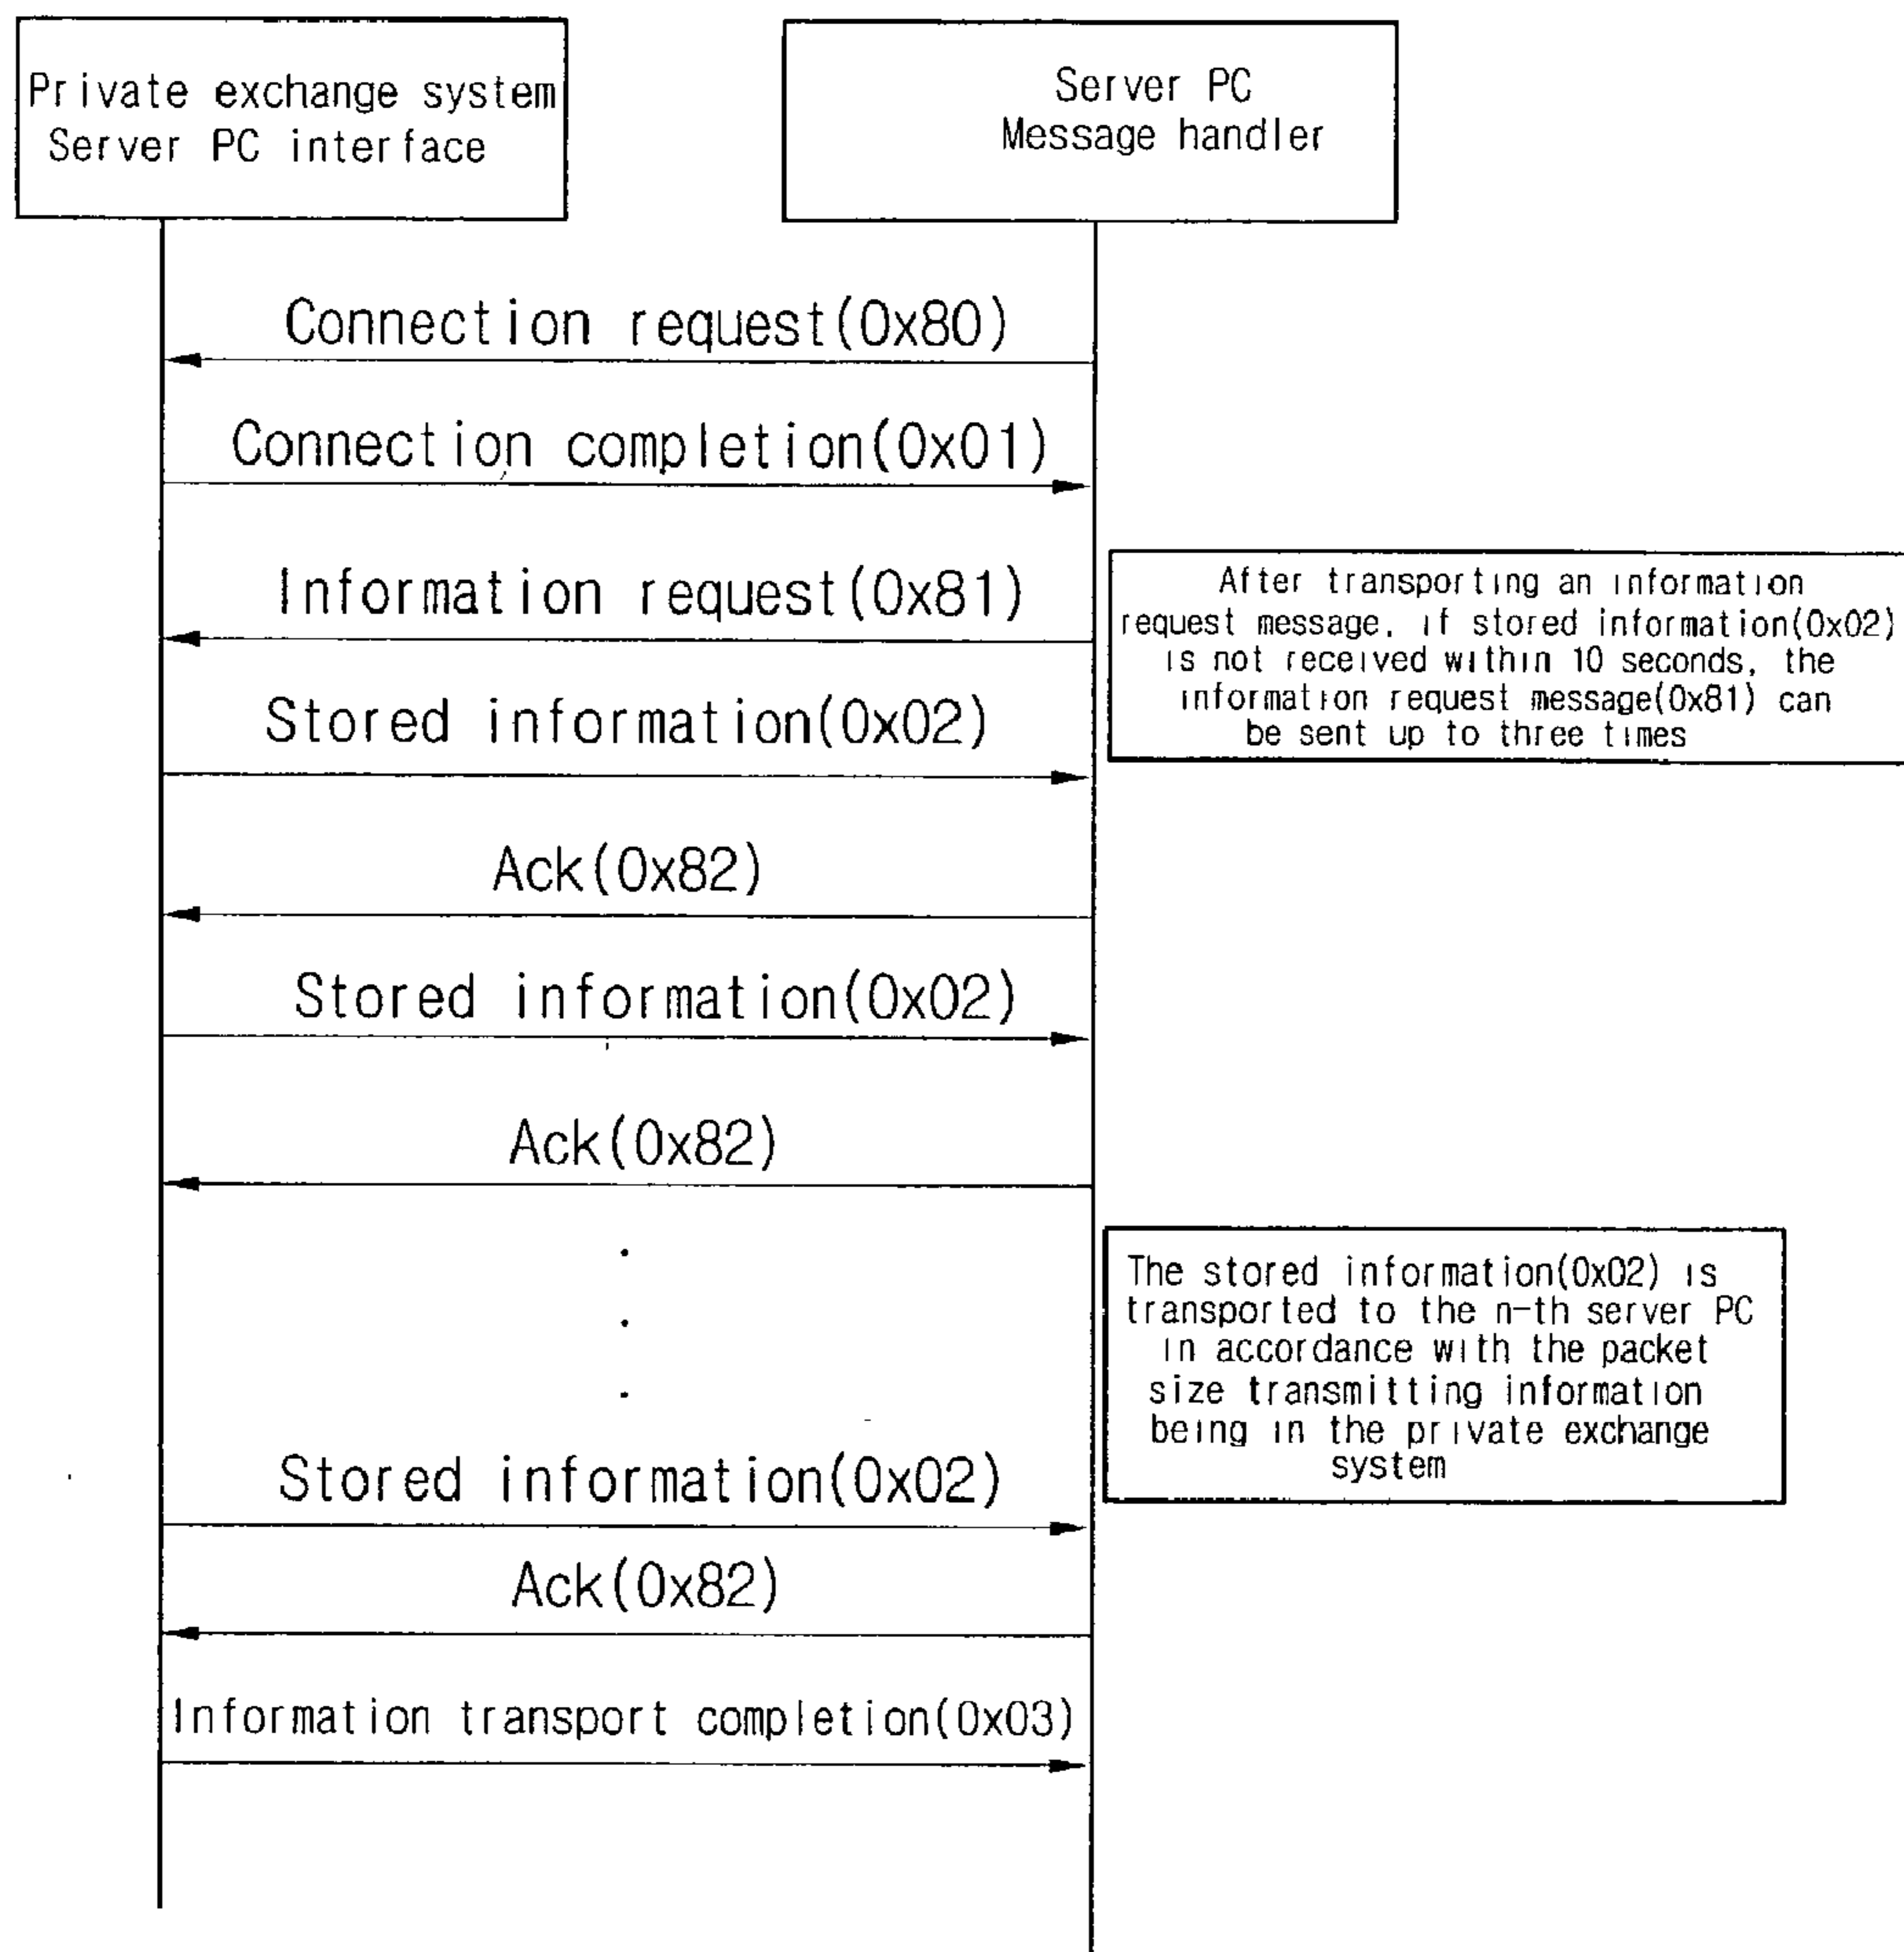 Private exchange system
Server PC interface
Server PC
Message handler
Connection request(0x80)
Connection completion(0x01)
Information request(0x81)
After transporting an information
request message, if stored information(0x02)
is not received within 10 seconds, the
information request message(0x81) can
be sent up to three times
Stored information(0x02)
Ack(0x82)
Stored information(0x02)
Ack(0x82)
.
.
.
The stored information(0x02) is
transported to the n-th server PC
in accordance with the packet
size transmitting information
being in the private exchange
system
Stored information(0x02)
Ack(0x82)
Information transport completion(0x03)